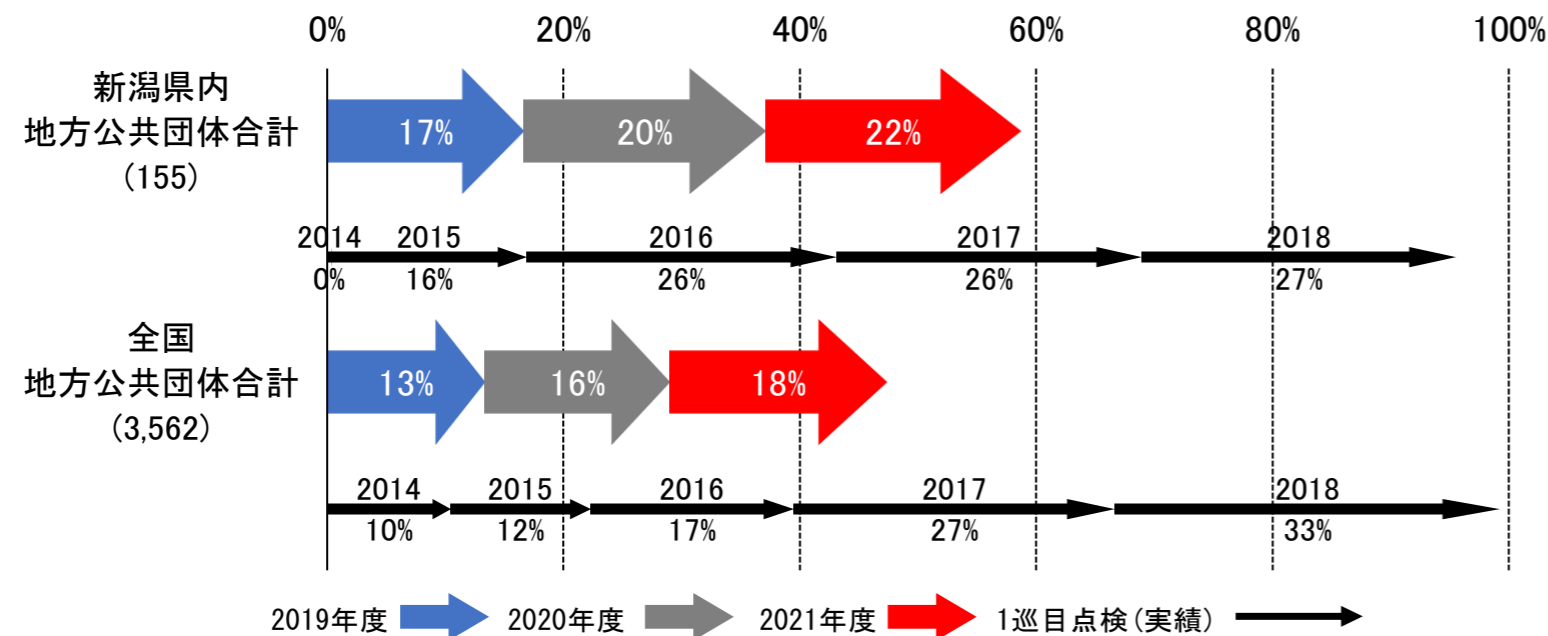 0% 20% 40% 60% 80% 100%
新潟県内
地方公共団体合計
(155)
17% 20% 22%
2014 2015 2016 2017 2018
0% 16% 26% 26% 27%
全国
地方公共団体合計
(3,562)
13% 16% 18%
2014 2015 2016 2017 2018
10% 12% 17% 27% 33%
2019年度 2020年度 2021年度 1巡目点検(実績)